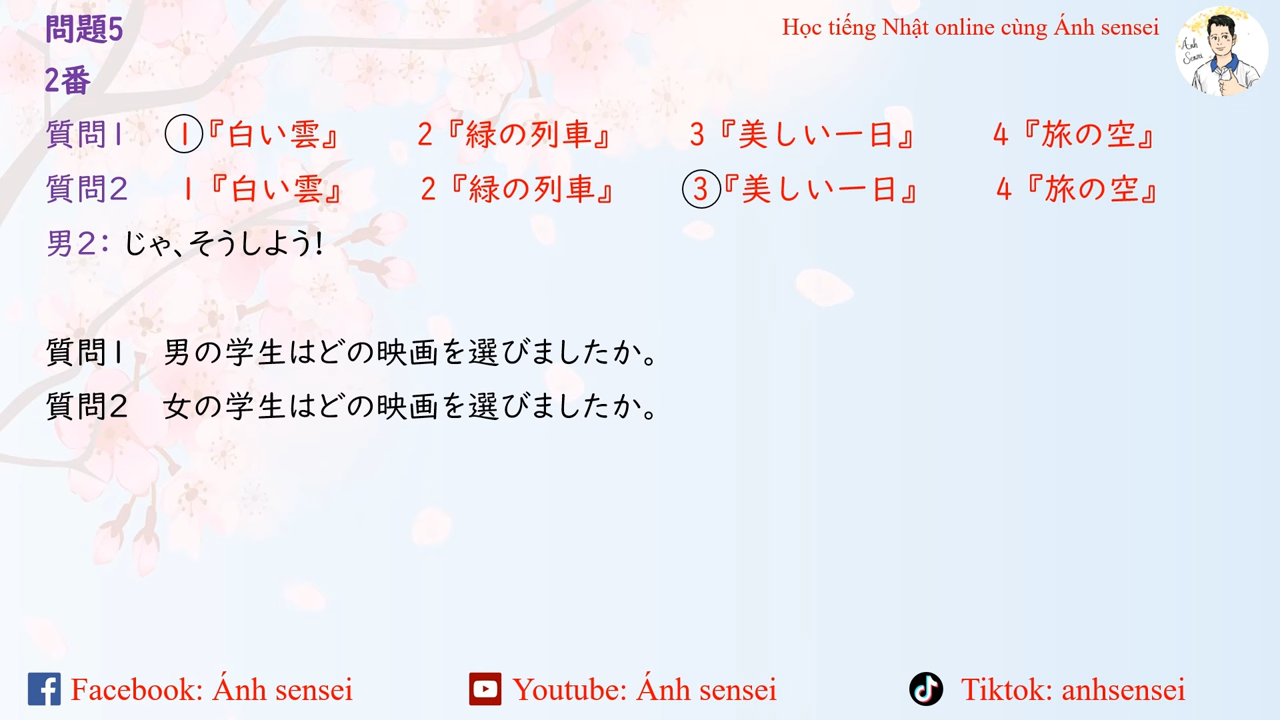 問題5
Học tiếng Nhật online cùng Ánh sensei
Ánh Sensei
2番
質問1 1『白い雲』 2『緑の列車』 3『美しい一日』 4『旅の空』
質問2 1『白い雲』 2『緑の列車』 3『美しい一日』 4『旅の空』
男2: じゃ、そうしよう!
質問1 男の学生はどの映画を選びましたか。
質問2 女の学生はどの映画を選びましたか。
Facebook: Ánh sensei
Youtube: Ánh sensei
Tiktok: anhsensei